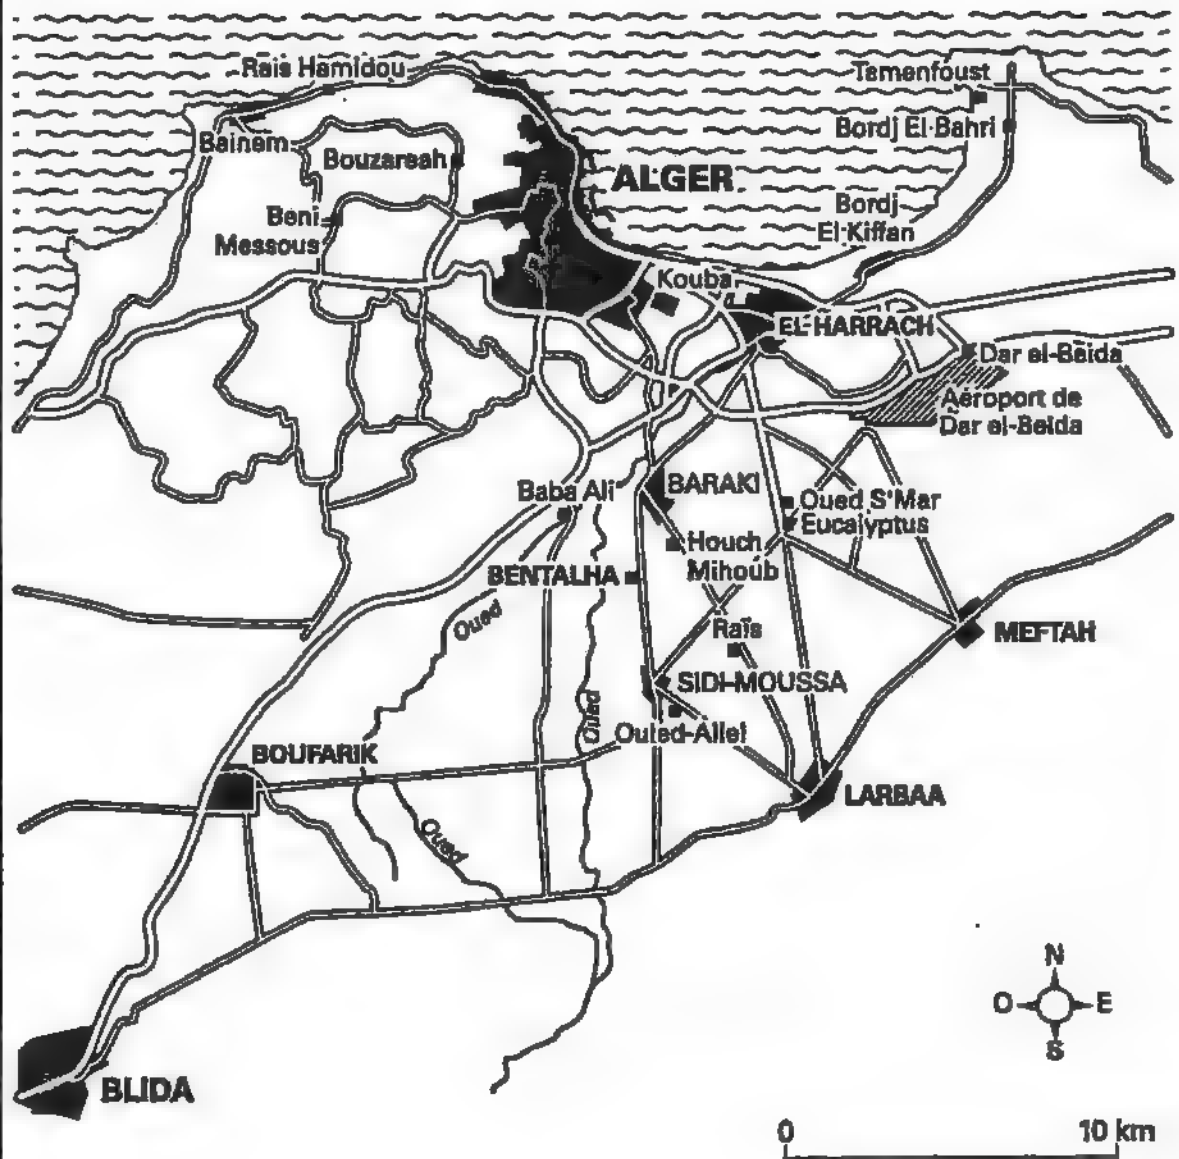 Rais Hamidou
Tamenfoust
Bordj El-Bahri
Bainem
Bouzareah
ALGER
Beni
Messous
Bordj
El-Kiffan
Kouba
EL-HARRACH
Dar el-Beida
Aéroport de
Dar el-Beida
BARAKI
Baba Ali
Oued S'Mar
Eucalyptus
Houch
Mihoub
BENTALHA
Oued
Raïs
MEFTAH
SIDI-MOUSSA
Oued
Ouled-Allel
BOUFARIK
LARBAA
Oued
N
O
E
S
BLIDA
0
10 km